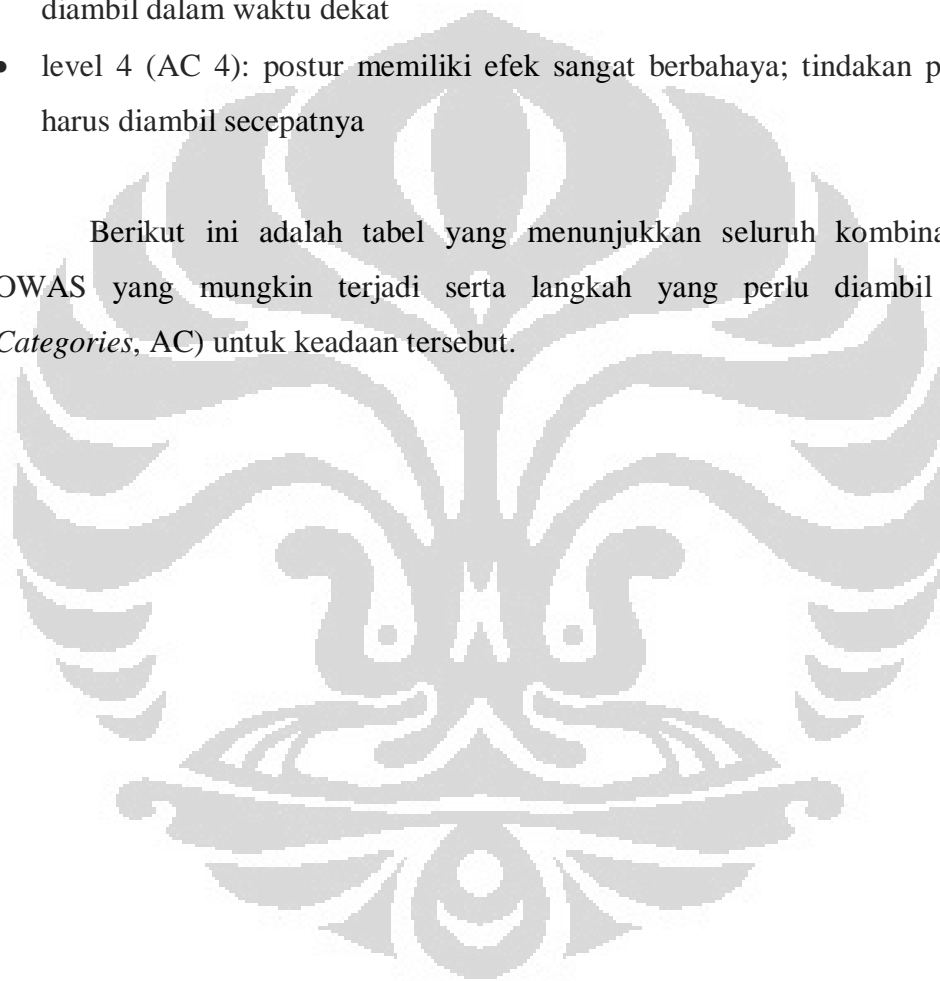 diambil dalam waktu dekat
• level 4 (AC 4): postur memiliki efek sangat berbahaya; tindakan
harus diambil secepatnya
Berikut ini adalah tabel yang menunjukkan seluruh
OWAS yang mungkin terjadi serta langkah yang perlu diambil
Categories, AC) untuk keadaan tersebut.